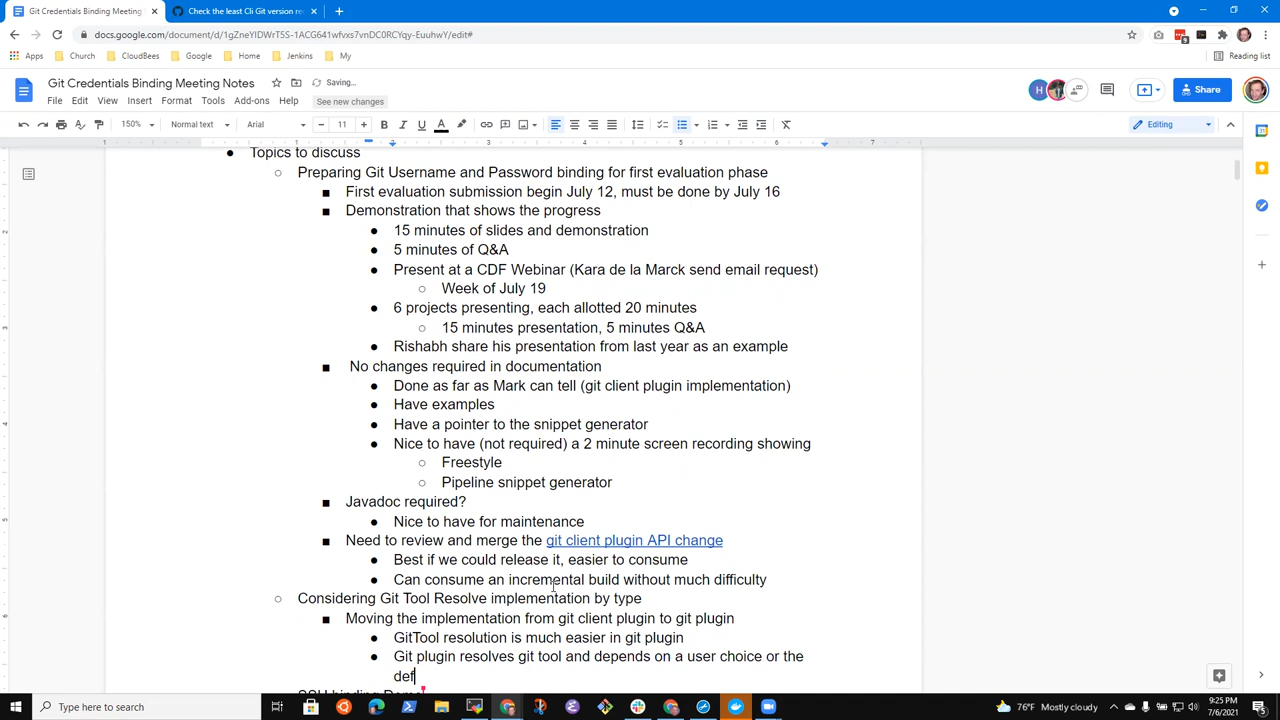 Git Credentials Binding Meeting
Check the least Cli Git version re
docs.google.com/document/d/1gZneYIDWrTSS-1ACG641wfvxs7vnDC0RCYqy-EuuhwY/edit#
Apps Church CloudBees Google Home Jenkins My Reading list
Git Credentials Binding Meeting Notes Saving...
File Edit View Insert Format Tools Add-ons Help See new changes
Share
150% Normal text Arial 11 Editing
Topics to discuss
Preparing Git Username and Password binding for first evaluation phase
First evaluation submission begin July 12, must be done by July 16
Demonstration that shows the progress
15 minutes of slides and demonstration
5 minutes of Q&A
Present at a CDF Webinar (Kara de la Marck send email request)
Week of July 19
6 projects presenting, each allotted 20 minutes
15 minutes presentation, 5 minutes Q&A
Rishabh share his presentation from last year as an example
No changes required in documentation
Done as far as Mark can tell (git client plugin implementation)
Have examples
Have a pointer to the snippet generator
Nice to have (not required) a 2 minute screen recording showing
Freestyle
Pipeline snippet generator
Javadoc required?
Nice to have for maintenance
Need to review and merge the git client plugin API change
Best if we could release it, easier to consume
Can consume an incremental build without much difficulty
Considering Git Tool Resolve implementation by type
Moving the implementation from git client plugin to git plugin
GitTool resolution is much easier in git plugin
Git plugin resolves git tool and depends on a user choice or the
def
Type here to search
76°F Mostly cloudy
9:25 PM
7/6/2021